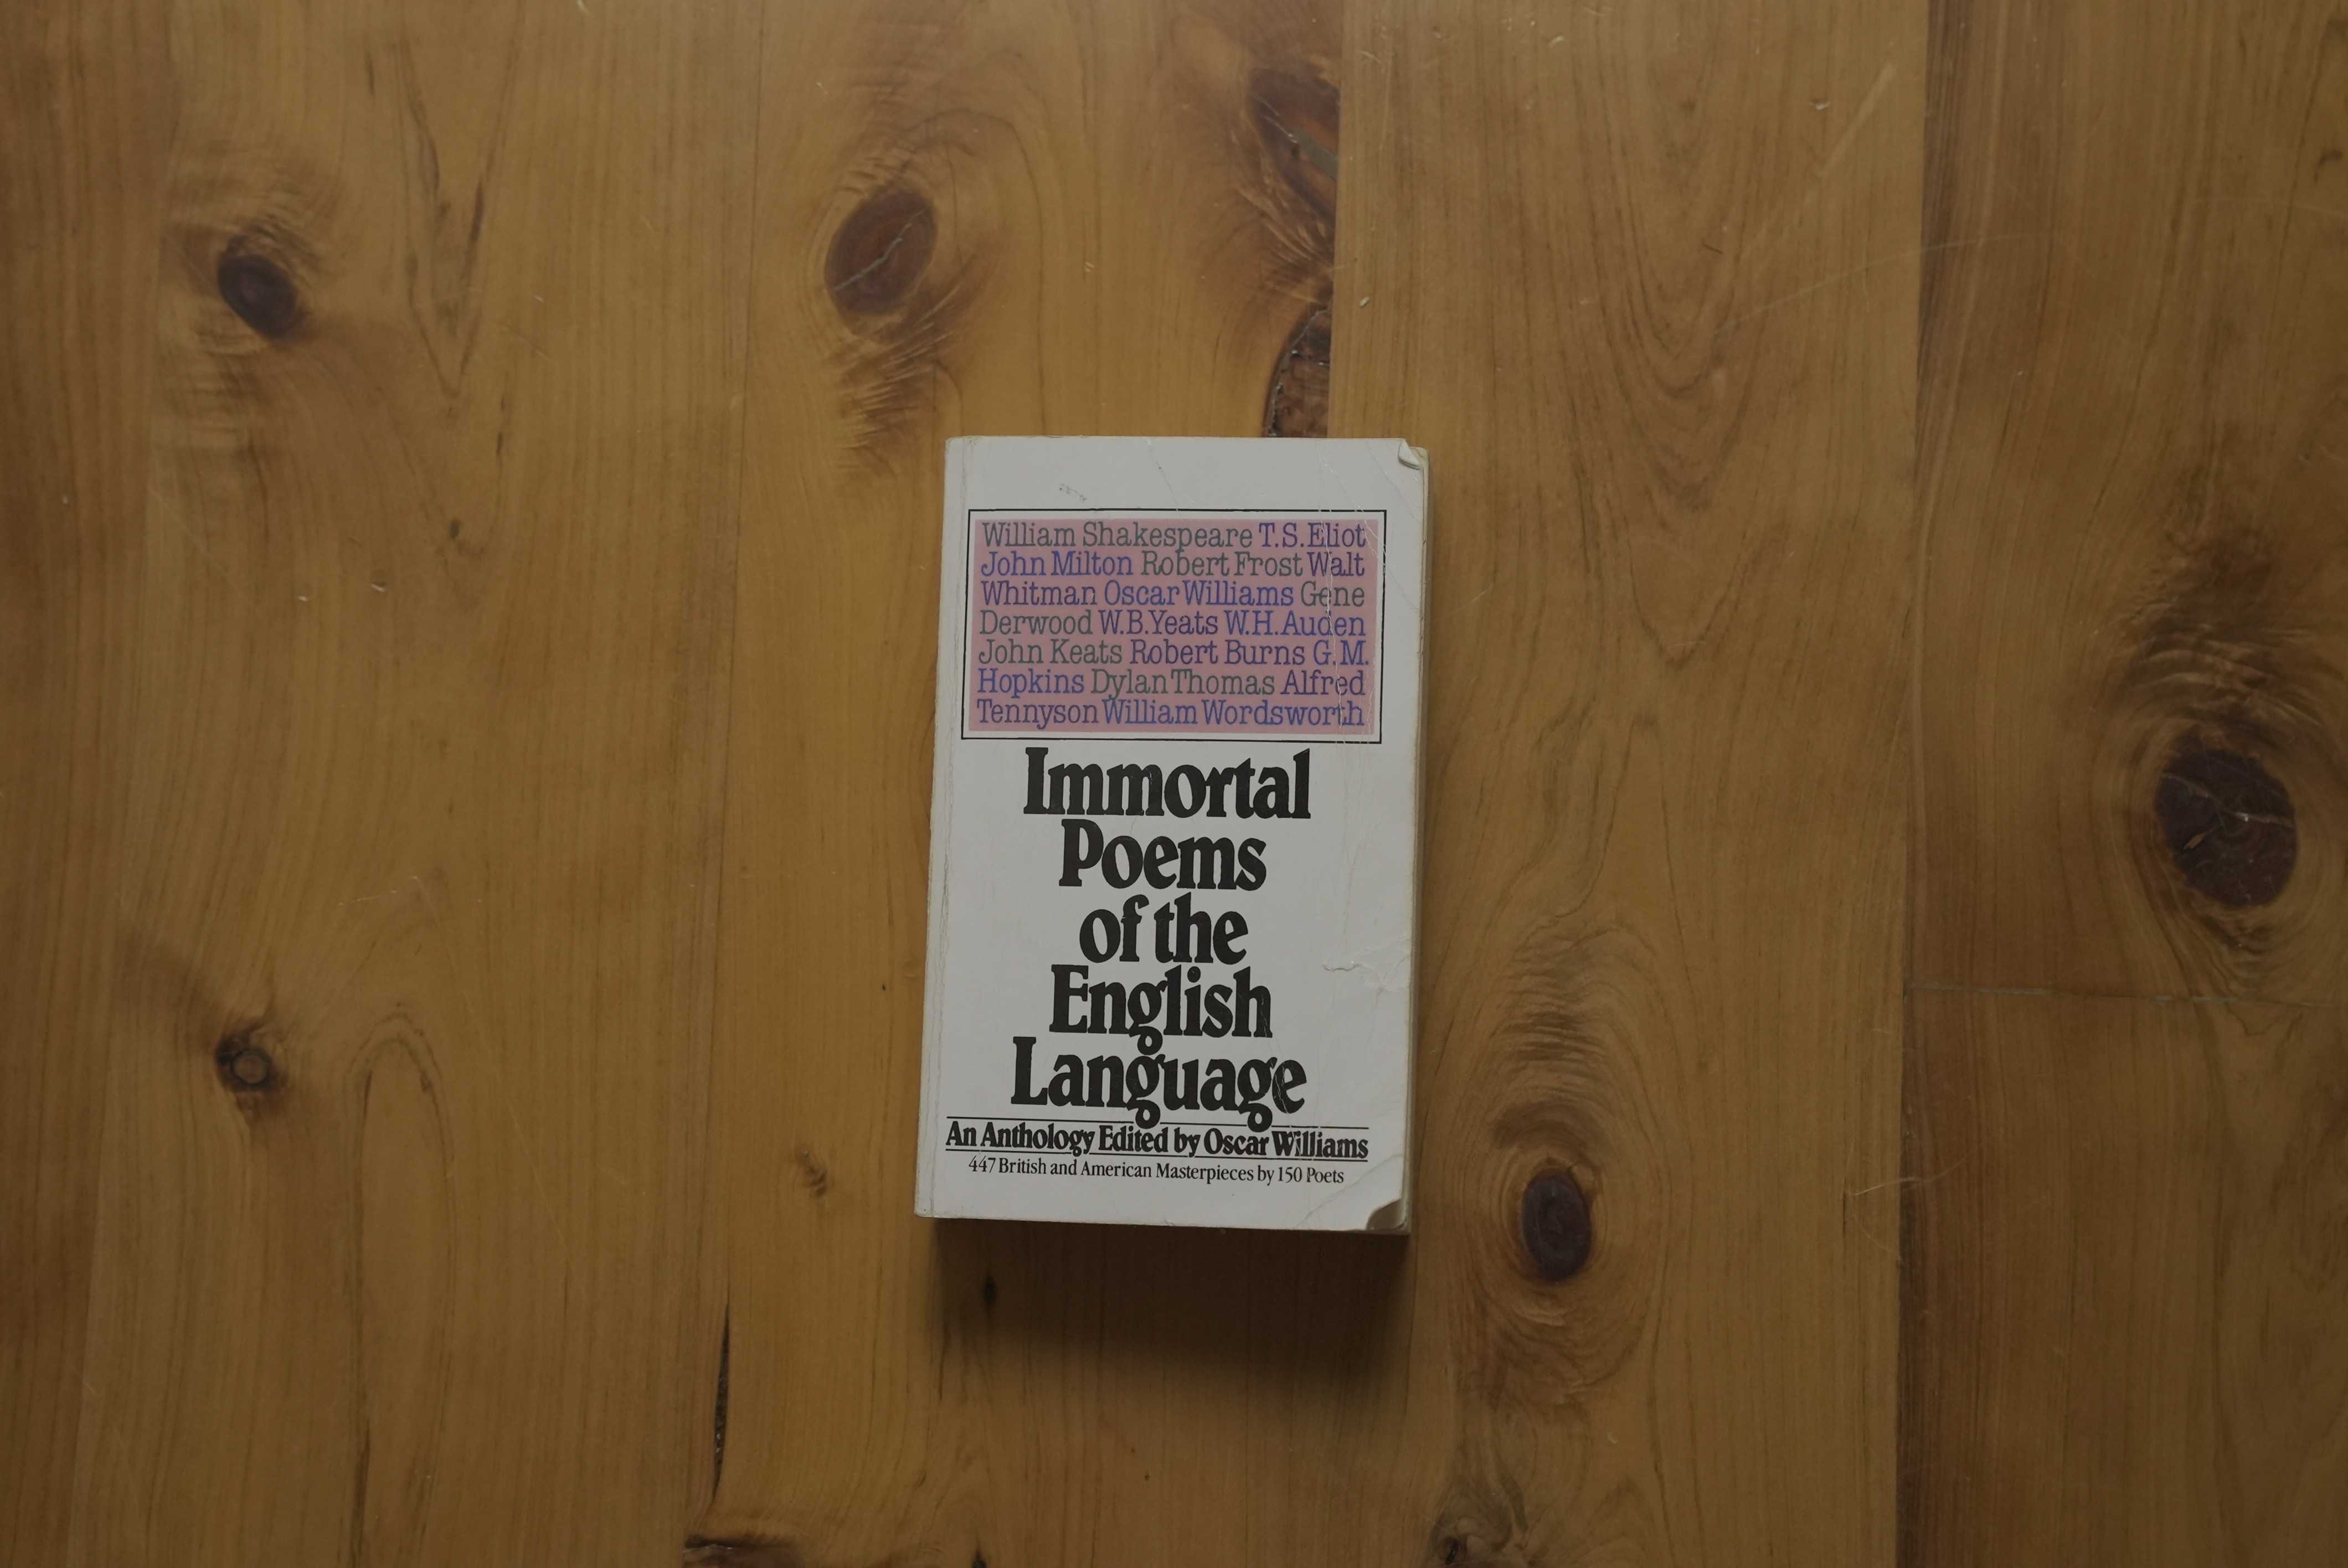 William Shakespeare T.S. Eliot
John Milton Robert Frost Walt
Whitman Oscar Williams Gene
Derwood W.B. Yeats W.H. Auden
John Keats Robert Burns G.M.
Hopkins Dylan Thomas Alfred
Tennyson William Wordsworth
Immortal
Poems
of the
English
Language
An Anthology Edited by Oscar Williams
447 British and American Masterpieces by 150 Poets